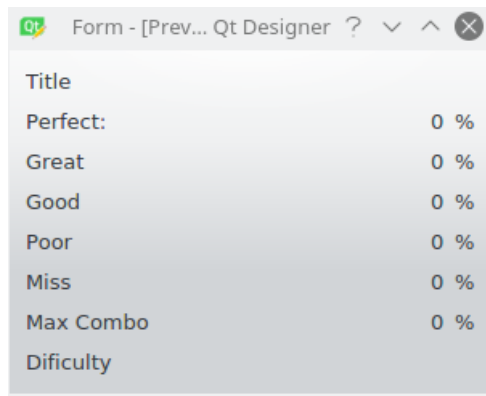 Qt Form - [Prev... Qt Designer ?
Title
Perfect: 0 %
Great 0 %
Good 0 %
Poor 0 %
Miss 0 %
Max Combo 0 %
Dificulty